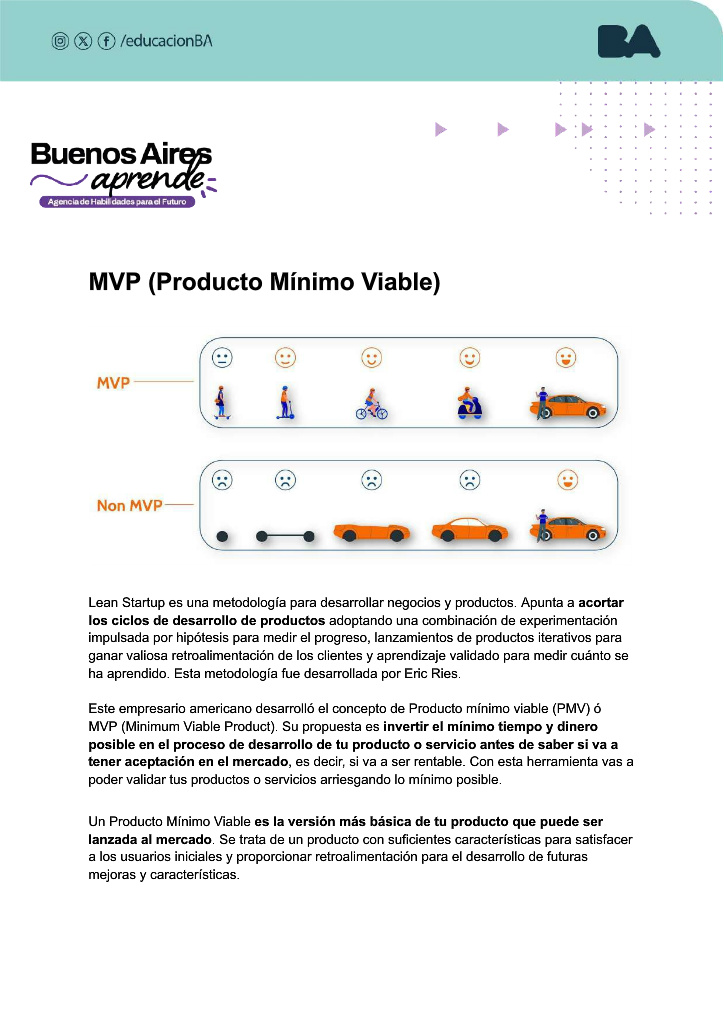 /educacionBA
BA
Buenos Aires
aprende
Agencia de Habilidades para el Futuro
MVP (Producto Mínimo Viable)
MVP
Non MVP
Lean Startup es una metodología para desarrollar negocios y productos. Apunta a acortar
los ciclos de desarrollo de productos adoptando una combinación de experimentación
impulsada por hipótesis para medir el progreso, lanzamientos de productos iterativos para
ganar valiosa retroalimentación de los clientes y aprendizaje validado para medir cuánto se
ha aprendido. Esta metodología fue desarrollada por Eric Ries.
Este empresario americano desarrolló el concepto de Producto mínimo viable (PMV) ó
MVP (Minimum Viable Product). Su propuesta es invertir el mínimo tiempo y dinero
posible en el proceso de desarrollo de tu producto o servicio antes de saber si va a
tener aceptación en el mercado, es decir, si va a ser rentable. Con esta herramienta vas a
poder validar tus productos o servicios arriesgando lo mínimo posible.
Un Producto Mínimo Viable es la versión más básica de tu producto que puede ser
lanzada al mercado. Se trata de un producto con suficientes características para satisfacer
a los usuarios iniciales y proporcionar retroalimentación para el desarrollo de futuras
mejoras y características.